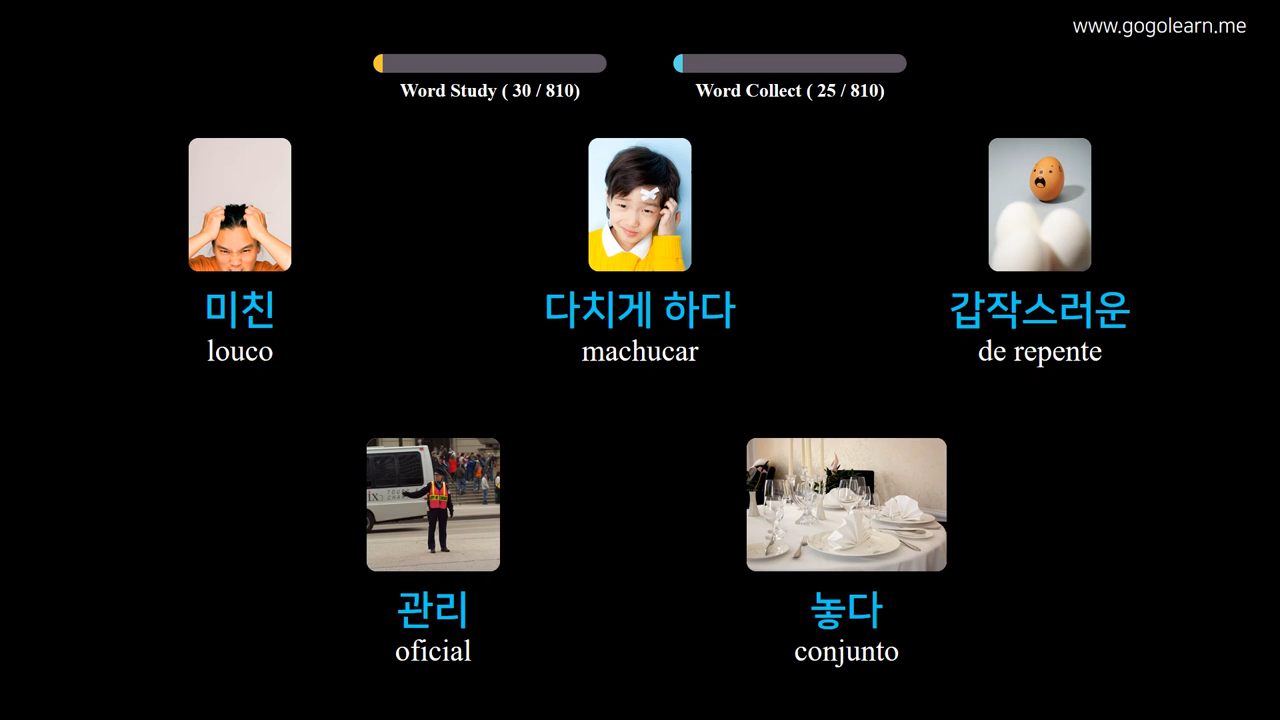 www.gogolearn.me
Word Study ( 30 / 810)
Word Collect ( 25 / 810)
미친
louco
다치게 하다
machucar
갑작스러운
de repente
관리
oficial
놓다
conjunto